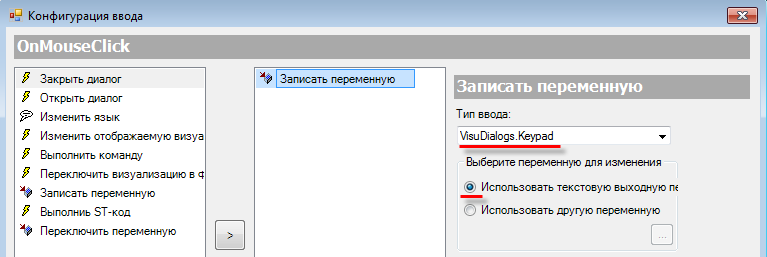 Конфигурация ввода
OnMouseClick
Закрыть диалог
Открыть диалог
Изменить язык
Изменить отображаемую визуа
Выполнить команду
Переключить визуализацию в ф
Записать переменную
Выполниь ST-код
Переключить переменную
>
Записать переменную
Записать переменную
Тип ввода:
VisuDialogs.Keypad
Выберите переменную для изменения
Использовать текстовую выходную пе
Использовать другую переменную
...